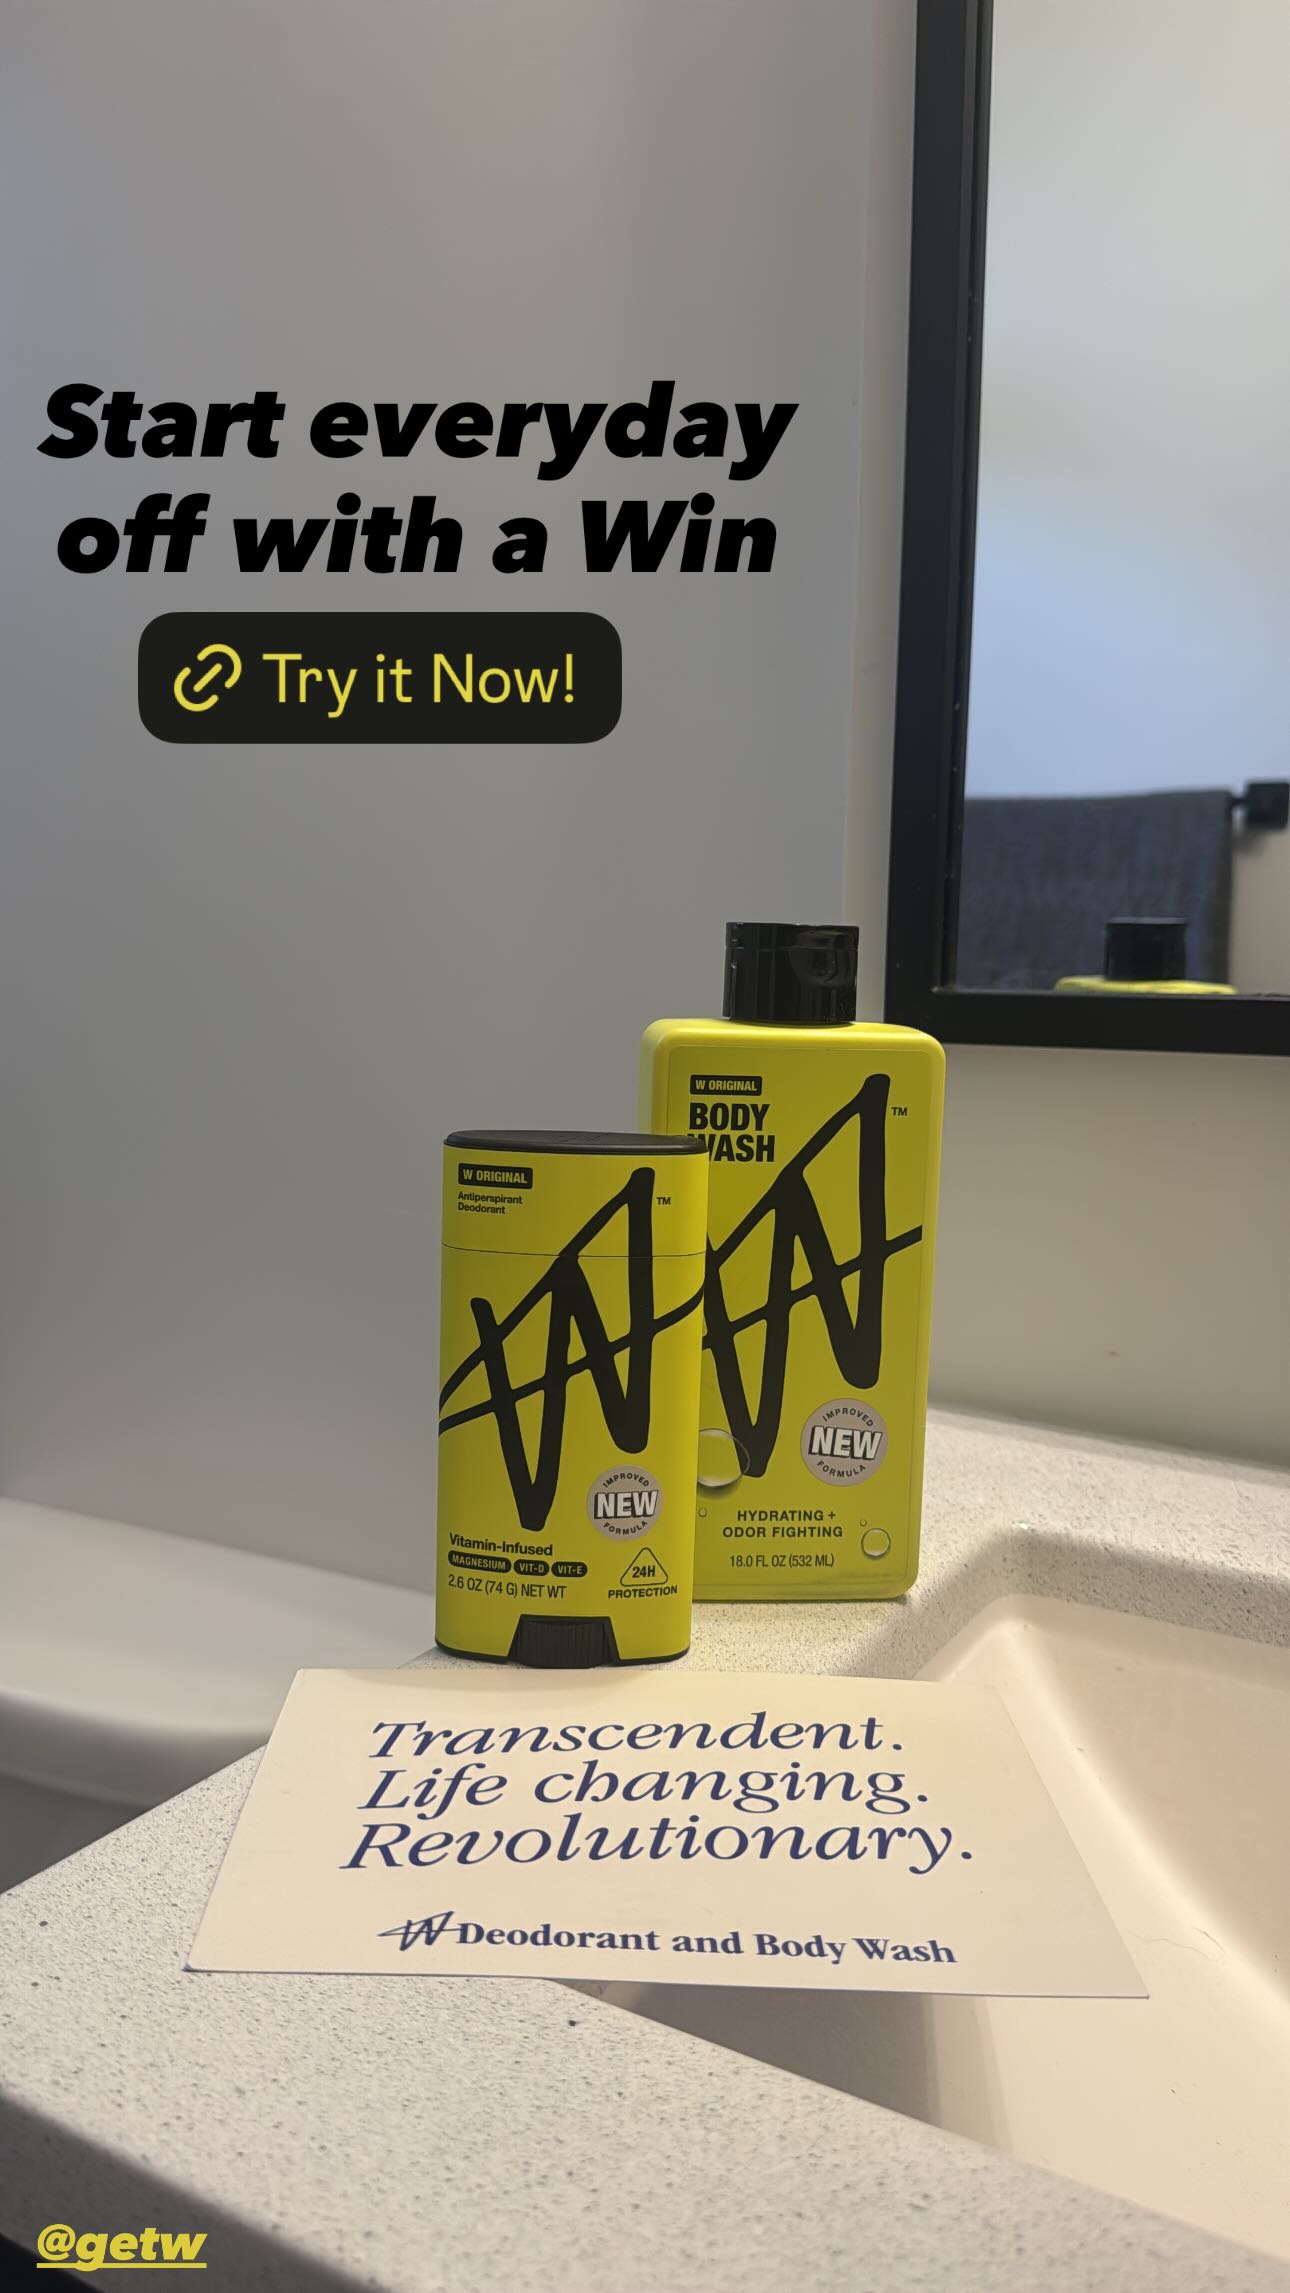 Start everyday
off with a Win
Try it Now!
W ORIGINAL
BODY
WASH
TM
IMPROVED
NEW
FORMULA
HYDRATING +
ODOR FIGHTING
18.0 FL OZ (532 ML)
W ORIGINAL
Antiperspirant
Deodorant
TM
W
IMPROVED
NEW
FORMULA
Vitamin-Infused
MAGNESIUM VIT-D VIT-E
2.6 OZ (74 G) NET WT
24H
PROTECTION
Transcendent.
Life changing.
Revolutionary.
W Deodorant and Body Wash
@getw